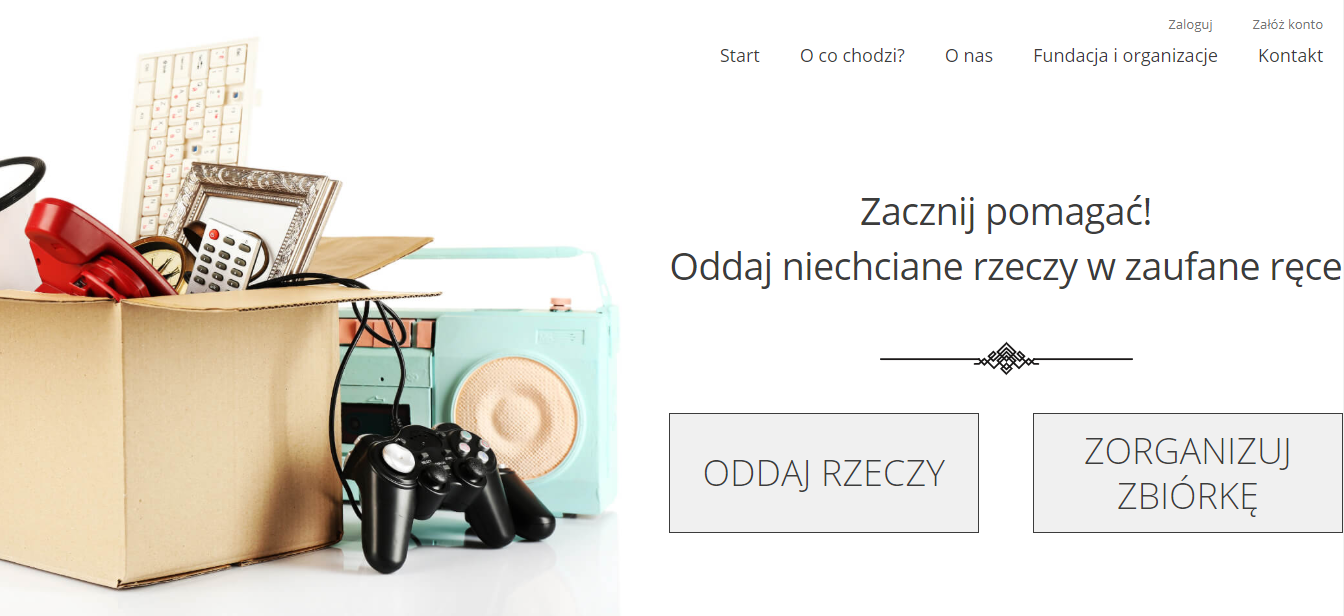 Zaloguj Załóż konto
Start O co chodzi? O nas Fundacja i organizacje Kontakt
Zacznij pomagać!
Oddaj niechciane rzeczy w zaufane ręce
ODDAJ RZECZY
ZORGANIZUJ
ZBIÓRKĘ